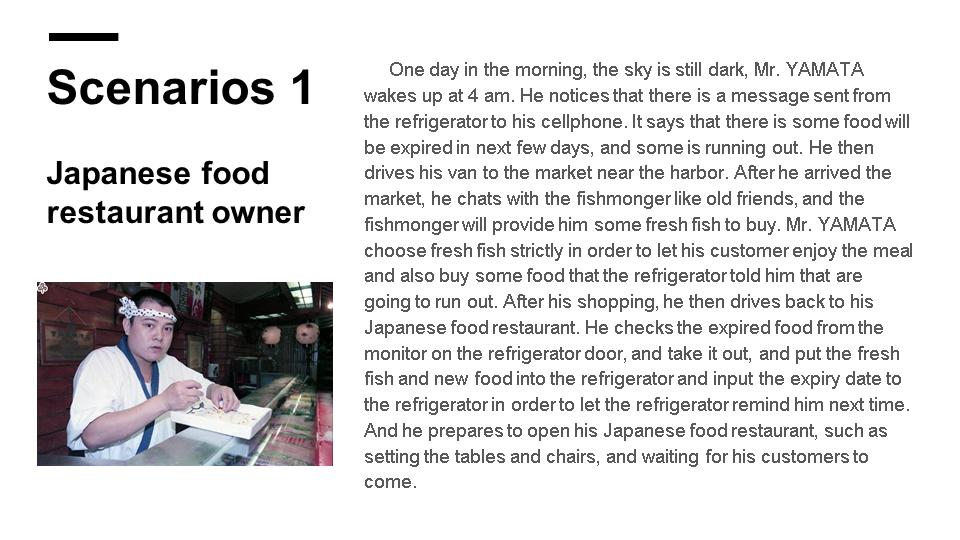 Scenarios 1
Japanese food
restaurant owner
One day in the morning, the sky is still dark, Mr. YAMATA
wakes up at 4 am. He notices that there is a message sent from
the refrigerator to his cellphone. It says that there is some food will
be expired in next few days, and some is running out. He then
drives his van to the market near the harbor. After he arrived the
market, he chats with the fishmonger like old friends, and the
fishmonger will provide him some fresh fish to buy. Mr. YAMATA
choose fresh fish strictly in order to let his customer enjoy the meal
and also buy some food that the refrigerator told him that are
going to run out. After his shopping, he then drives back to his
Japanese food restaurant. He checks the expired food from the
monitor on the refrigerator door, and take it out, and put the fresh
fish and new food into the refrigerator and input the expiry date to
the refrigerator in order to let the refrigerator remind him next time.
And he prepares to open his Japanese food restaurant, such as
setting the tables and chairs, and waiting for his customers to
come.